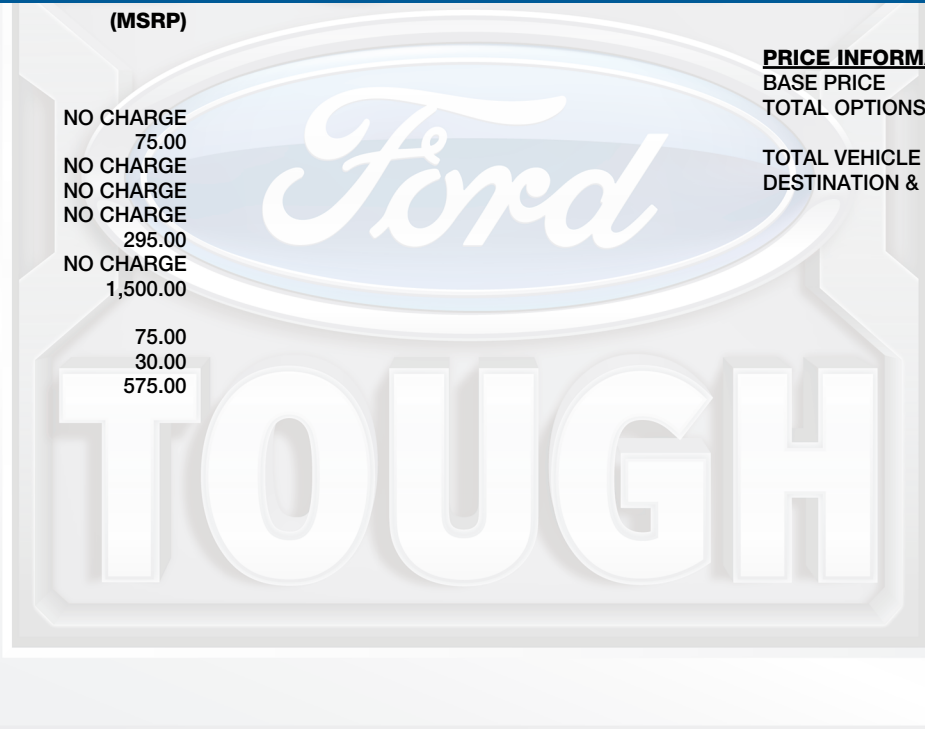 (MSRP)
NO CHARGE
75.00
NO CHARGE
NO CHARGE
NO CHARGE
295.00
NO CHARGE
1,500.00
75.00
30.00
575.00
PRICE
BASE PRICE
TOTAL OPTIONS
TOTAL VEHICLE
DESTINATION &
Ford
TOUGH